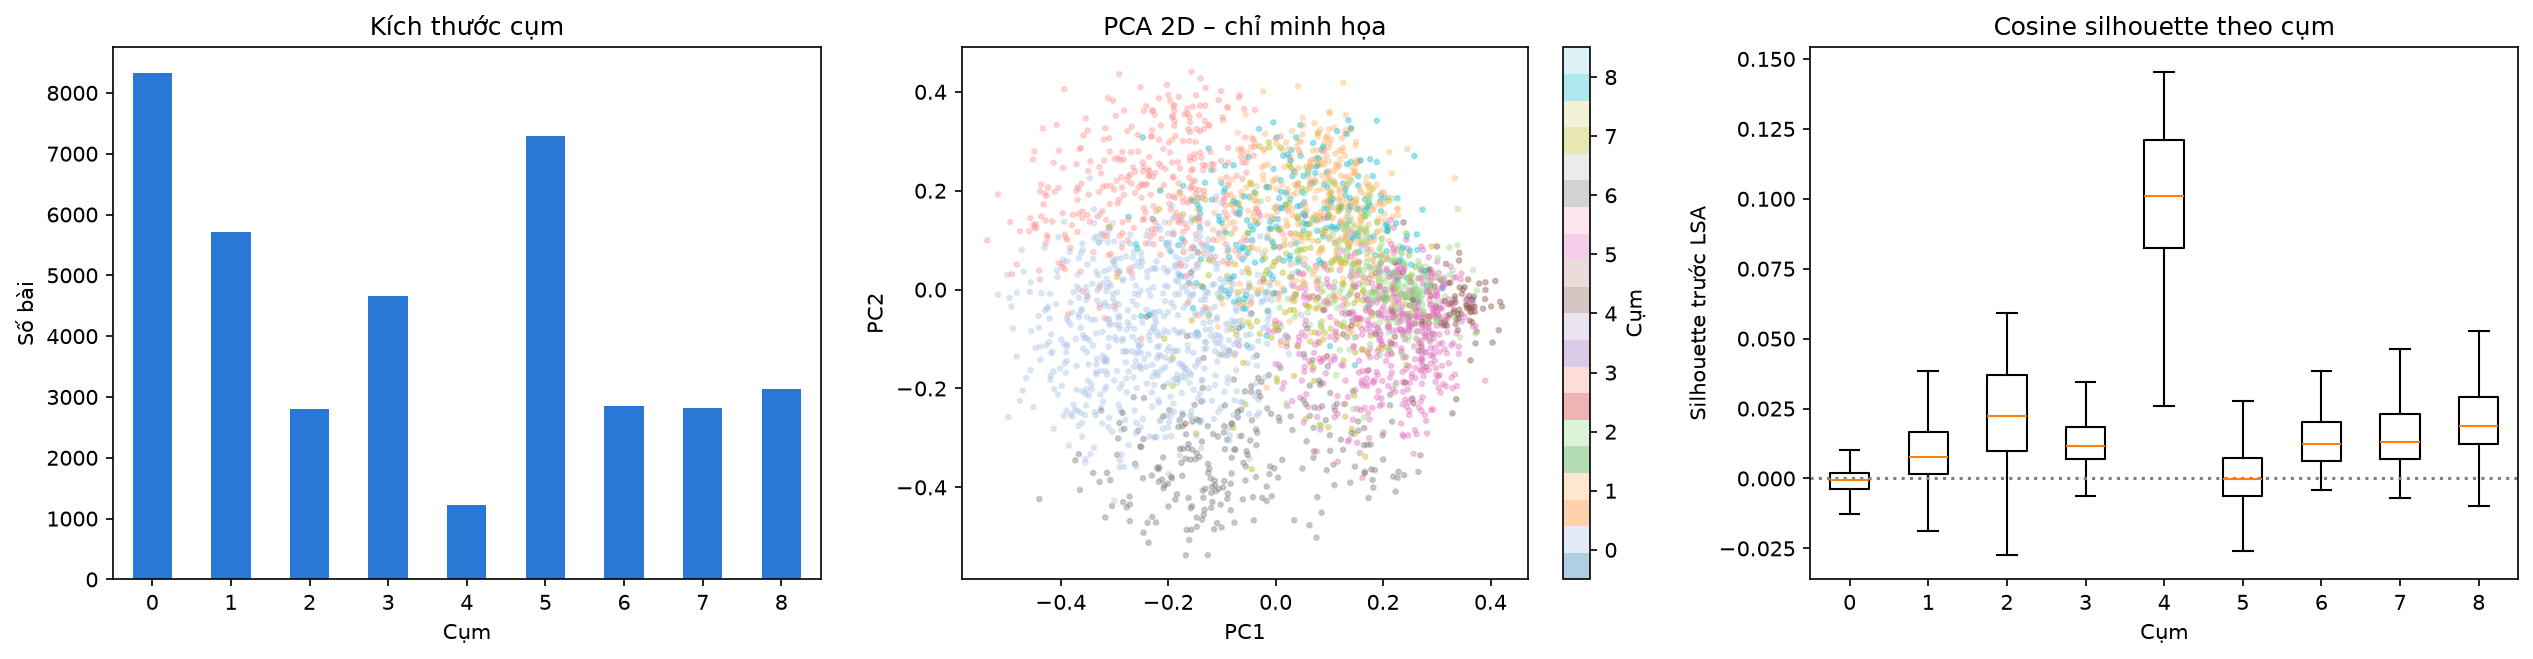 Kích thước cụm
Số bài
8000
7000
6000
5000
4000
3000
2000
1000
0
0 1 2 3 4 5 6 7 8
Cụm
PCA 2D – chỉ minh họa
PC2
0.4
0.2
0.0
−0.2
−0.4
−0.4 −0.2 0.0 0.2 0.4
PC1
8
7
6
5
4
3
2
1
0
Cụm
Cosine silhouette theo cụm
Silhouette trước LSA
0.150
0.125
0.100
0.075
0.050
0.025
0.000
−0.025
0 1 2 3 4 5 6 7 8
Cụm